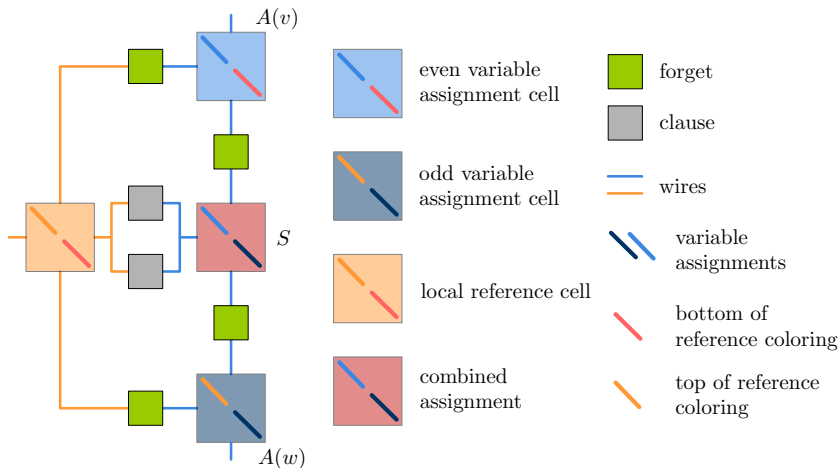 A(v)
even variable
assignment cell
forget
clause
odd variable
assignment cell
wires
S
variable
assignments
local reference cell
bottom of
reference coloring
combined
assignment
top of reference
coloring
A(w)